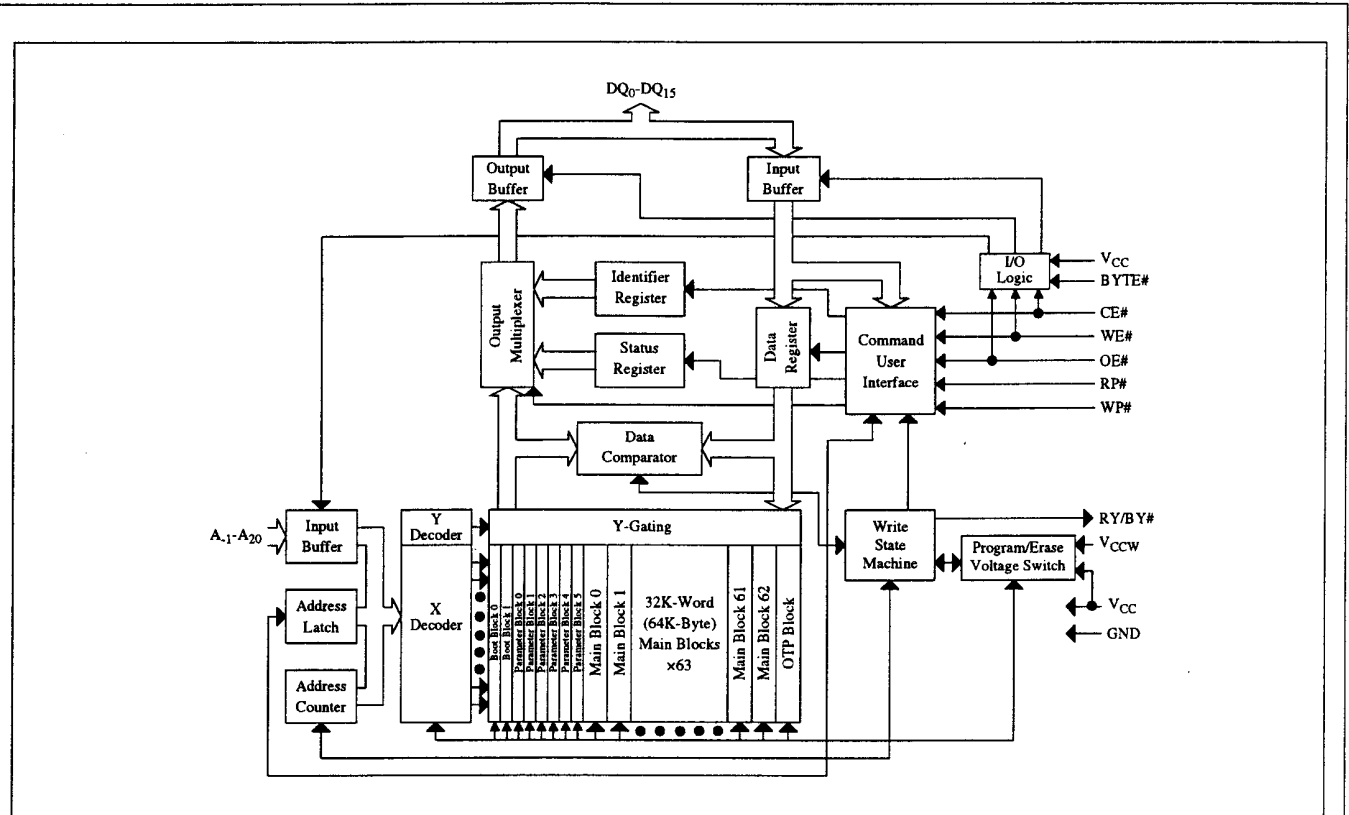 DQ0-DQ15
Output
Buffer
Input
Buffer
I/O
Logic
VCC
BYTE#
CE#
WE#
OE#
RP#
WP#
Output
Multiplexer
Identifier
Register
Status
Register
Data
Register
Command
User
Interface
Data
Comparator
A-1-A20
Input
Buffer
Address
Latch
Address
Counter
Y
Decoder
X
Decoder
Y-Gating
Boot Block 0
Boot Block 1
Parameter Block 0
Parameter Block 1
Parameter Block 2
Parameter Block 3
Parameter Block 4
Parameter Block 5
Main Block 0
Main Block 1
32K-Word
(64K-Byte)
Main Blocks
×63
Main Block 61
Main Block 62
OTP Block
Write
State
Machine
RY/BY#
Program/Erase
Voltage Switch
VCCW
VCC
GND